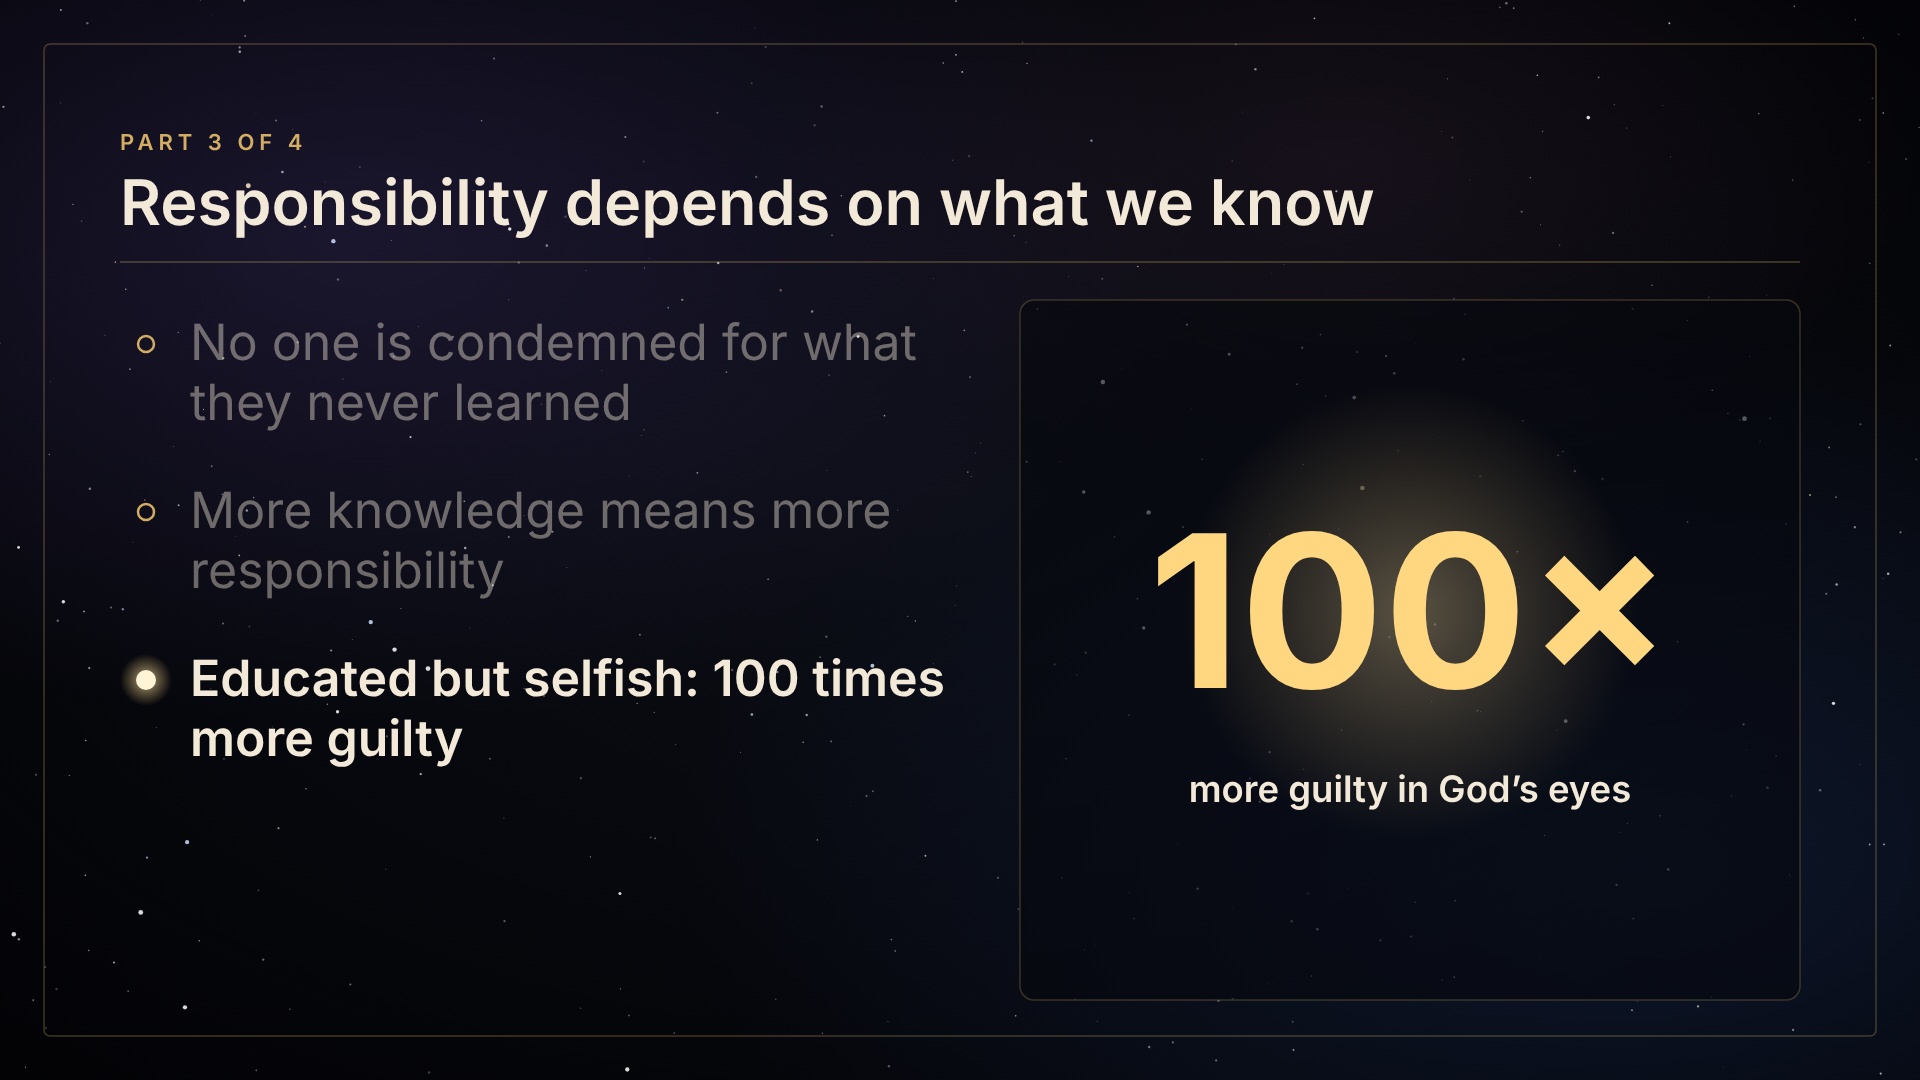 PART 3 OF 4
Responsibility depends on what we know
No one is condemned for what
they never learned
More knowledge means more
responsibility
Educated but selfish: 100 times
more guilty
100×
more guilty in God’s eyes